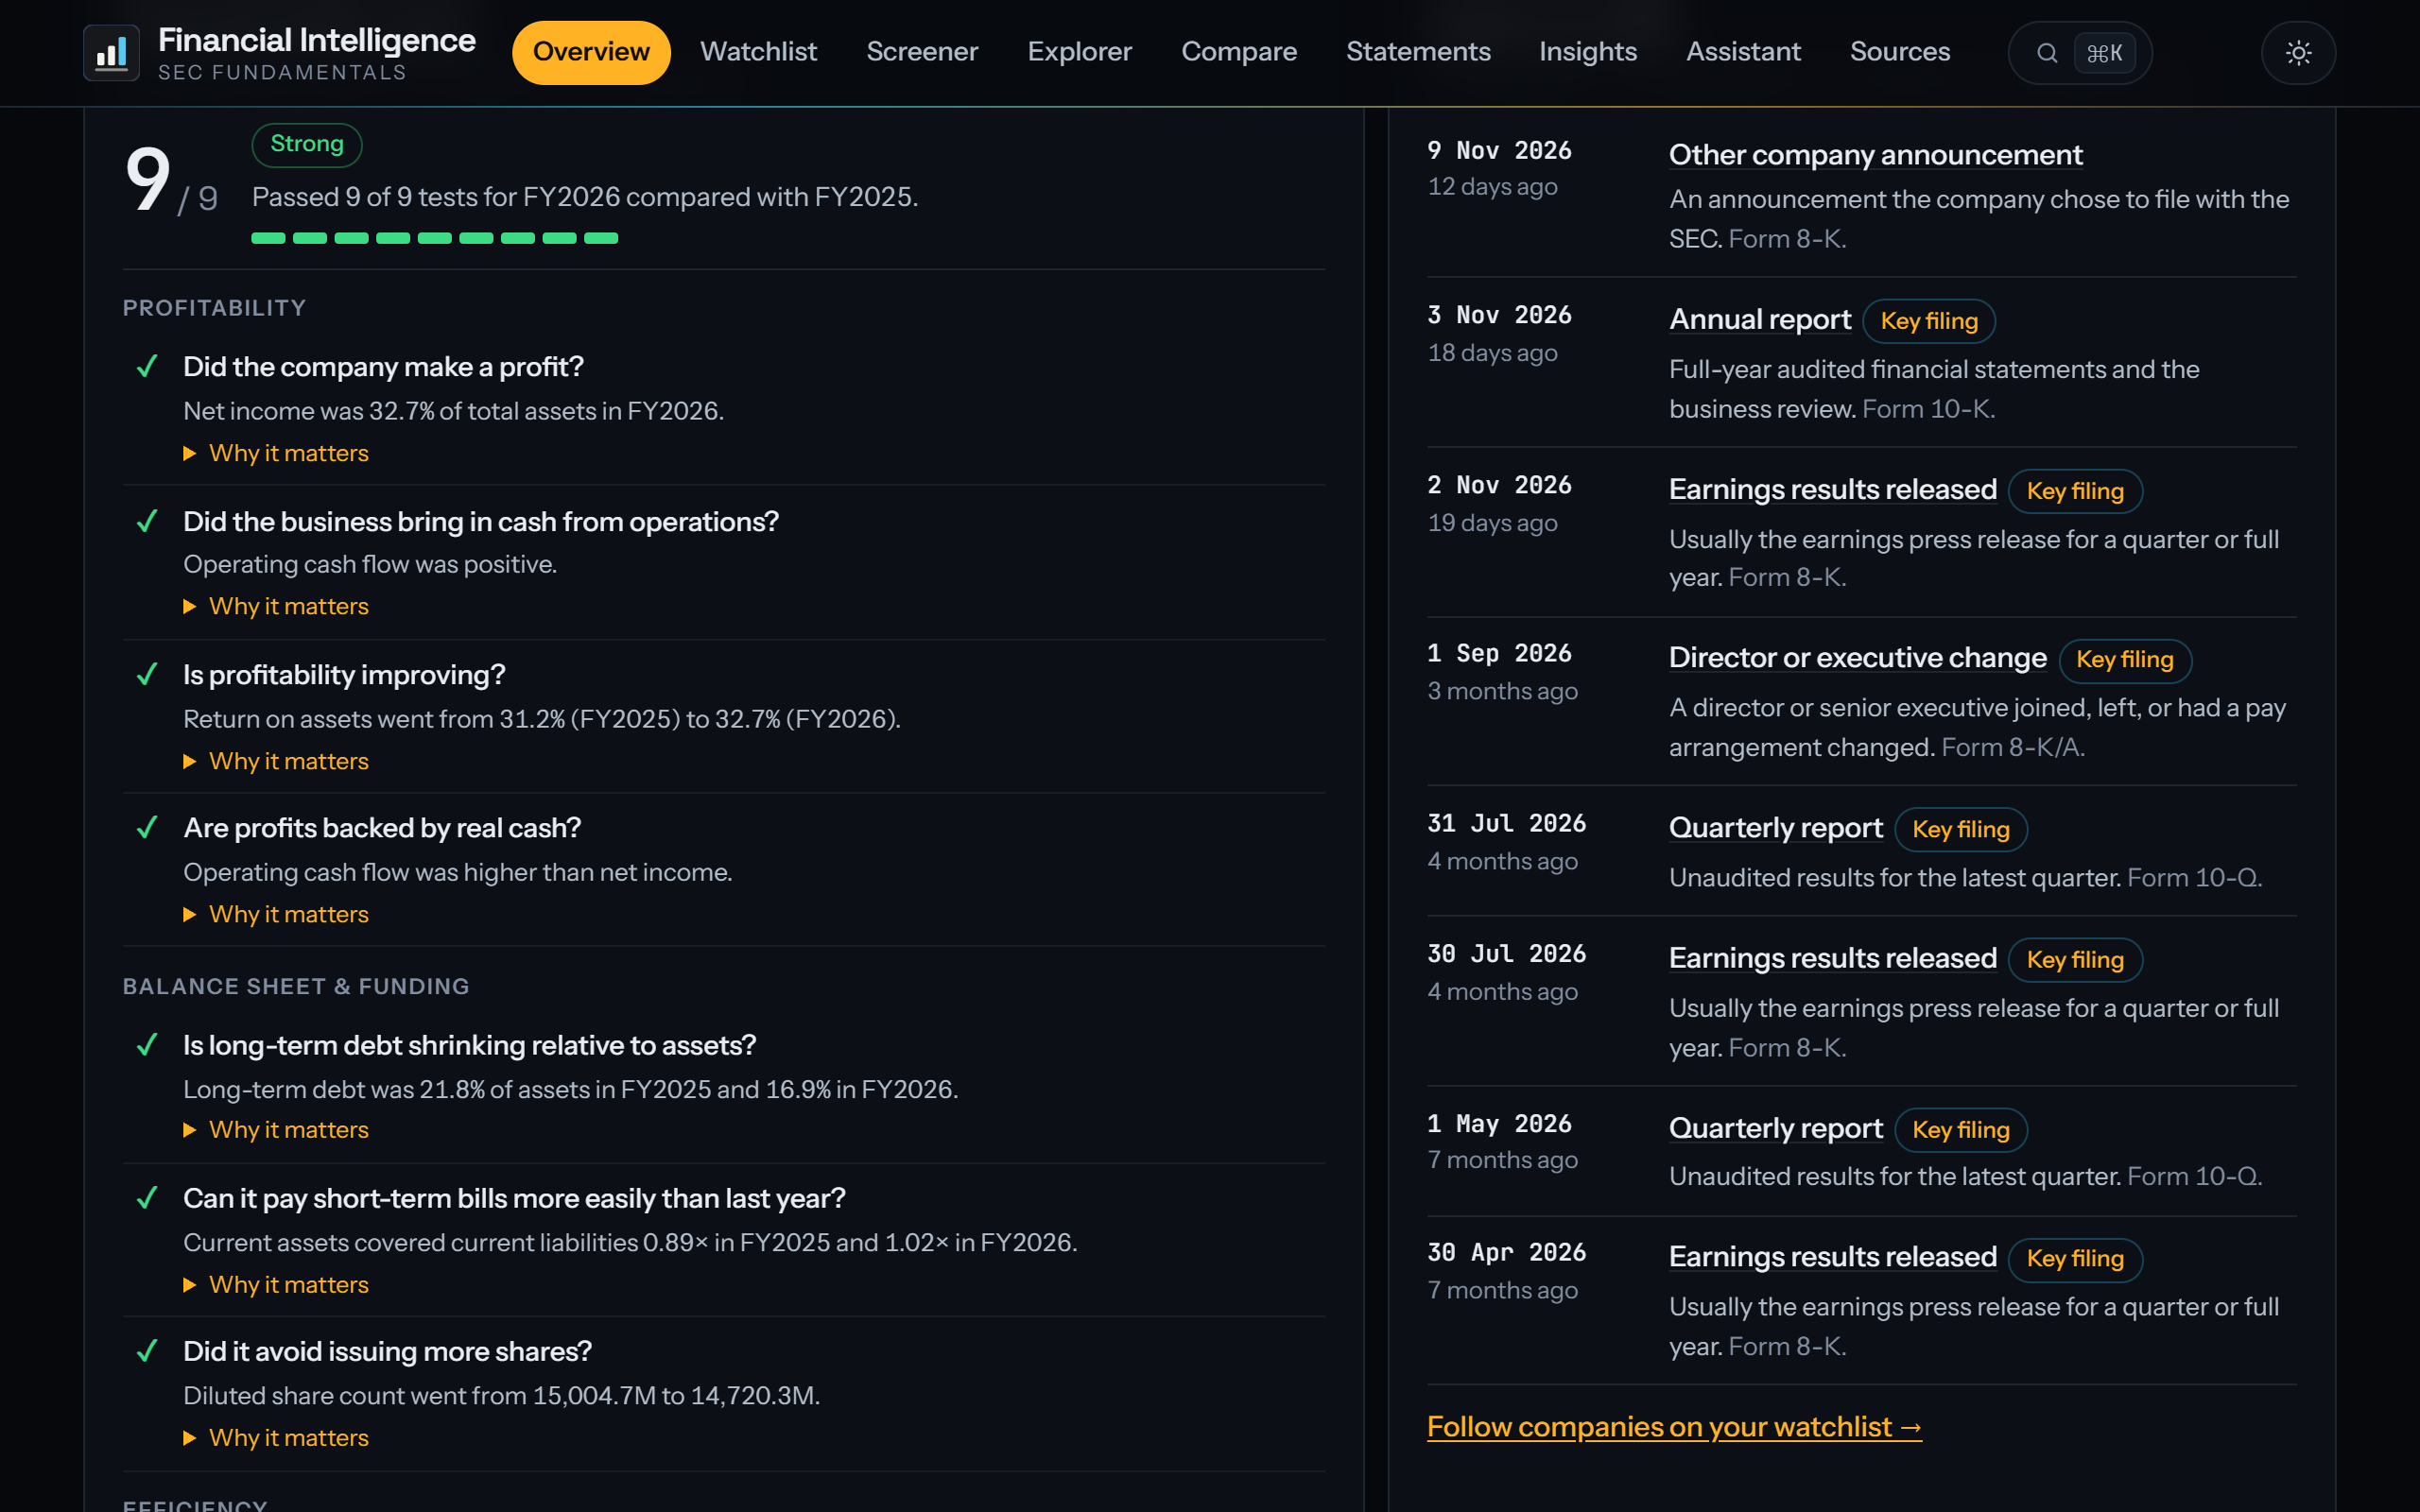 Financial Intelligence
SEC FUNDAMENTALS
Overview
Watchlist
Screener
Explorer
Compare
Statements
Insights
Assistant
Sources
⌘K
9 / 9
Strong
Passed 9 of 9 tests for FY2026 compared with FY2025.
PROFITABILITY
✓ Did the company make a profit?
Net income was 32.7% of total assets in FY2026.
▶ Why it matters
✓ Did the business bring in cash from operations?
Operating cash flow was positive.
▶ Why it matters
✓ Is profitability improving?
Return on assets went from 31.2% (FY2025) to 32.7% (FY2026).
▶ Why it matters
✓ Are profits backed by real cash?
Operating cash flow was higher than net income.
▶ Why it matters
BALANCE SHEET & FUNDING
✓ Is long-term debt shrinking relative to assets?
Long-term debt was 21.8% of assets in FY2025 and 16.9% in FY2026.
▶ Why it matters
✓ Can it pay short-term bills more easily than last year?
Current assets covered current liabilities 0.89× in FY2025 and 1.02× in FY2026.
▶ Why it matters
✓ Did it avoid issuing more shares?
Diluted share count went from 15,004.7M to 14,720.3M.
▶ Why it matters
EFFICIENCY
9 Nov 2026
12 days ago
Other company announcement
An announcement the company chose to file with the
SEC. Form 8-K.
3 Nov 2026
18 days ago
Annual report Key filing
Full-year audited financial statements and the
business review. Form 10-K.
2 Nov 2026
19 days ago
Earnings results released Key filing
Usually the earnings press release for a quarter or full
year. Form 8-K.
1 Sep 2026
3 months ago
Director or executive change Key filing
A director or senior executive joined, left, or had a pay
arrangement changed. Form 8-K/A.
31 Jul 2026
4 months ago
Quarterly report Key filing
Unaudited results for the latest quarter. Form 10-Q.
30 Jul 2026
4 months ago
Earnings results released Key filing
Usually the earnings press release for a quarter or full
year. Form 8-K.
1 May 2026
7 months ago
Quarterly report Key filing
Unaudited results for the latest quarter. Form 10-Q.
30 Apr 2026
7 months ago
Earnings results released Key filing
Usually the earnings press release for a quarter or full
year. Form 8-K.
Follow companies on your watchlist →